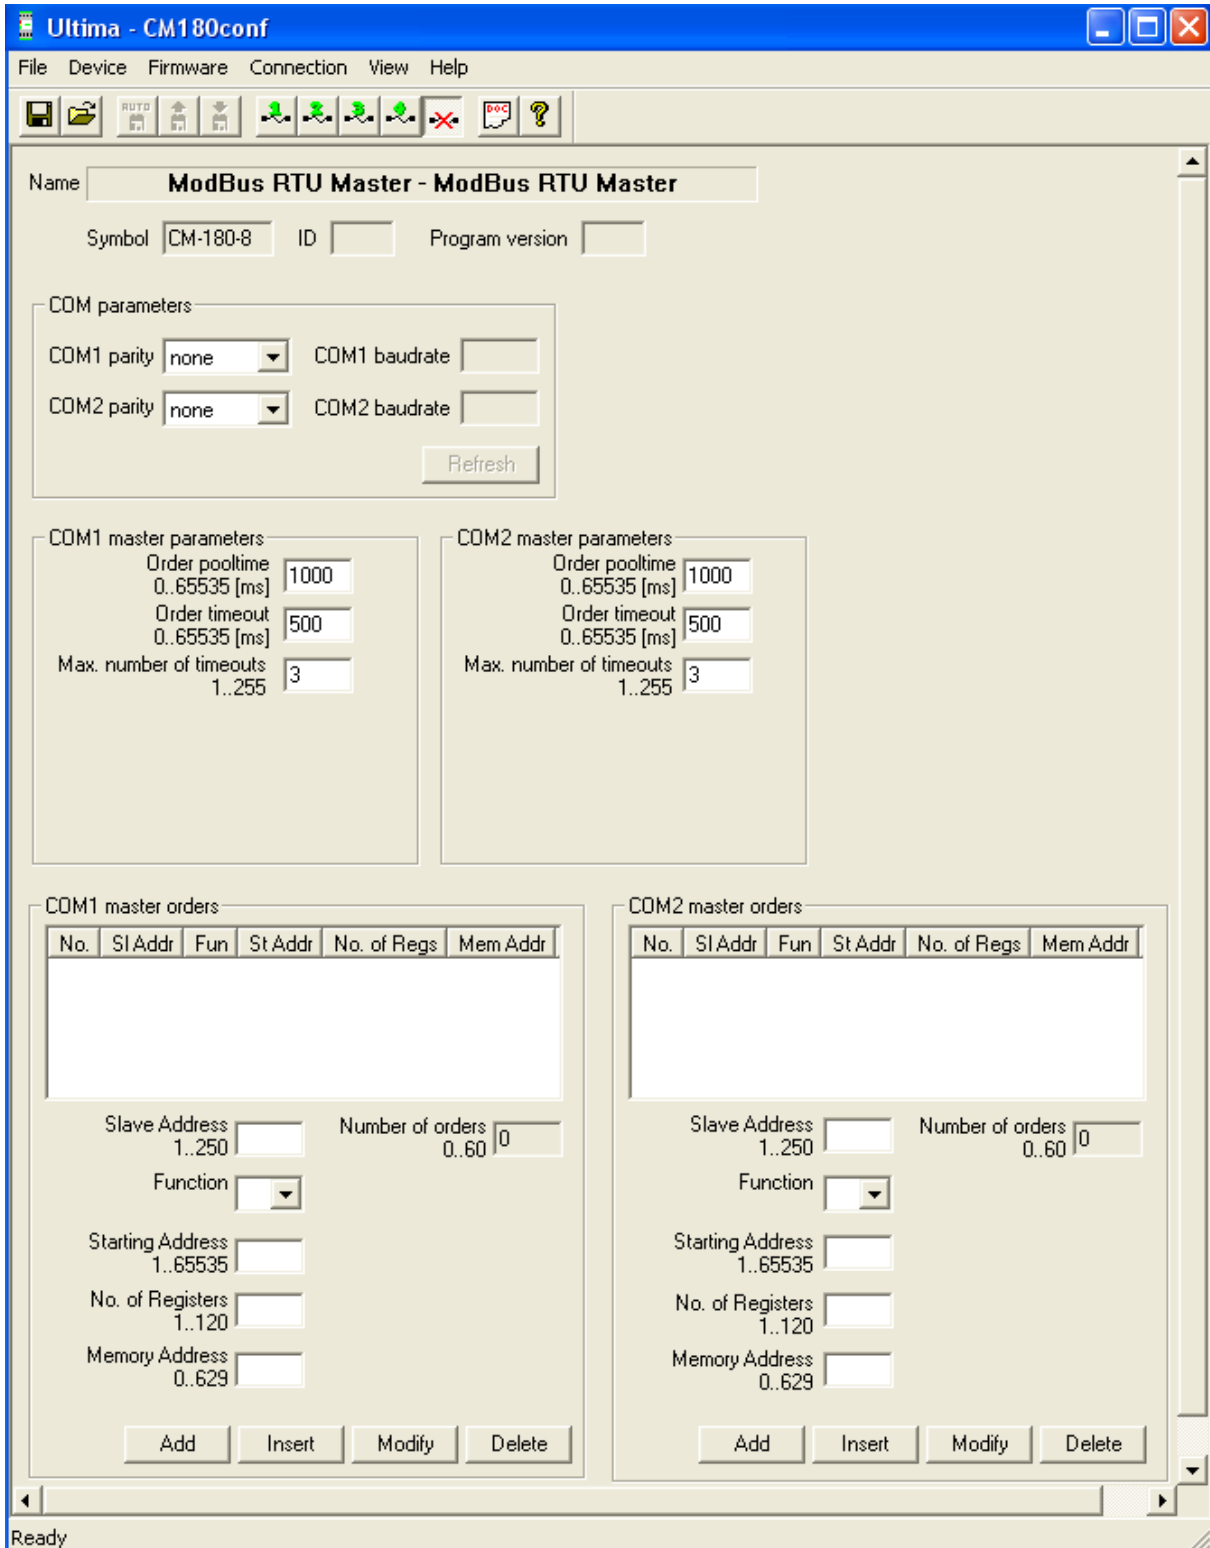 Ultima - CM180conf
File Device Firmware Connection View Help
AUTO 1 2 3 4 DOC ?
Name ModBus RTU Master - ModBus RTU Master
Symbol CM-180-8 ID Program version
COM parameters
COM1 parity none COM1 baudrate
COM2 parity none COM2 baudrate
Refresh
COM1 master parameters COM2 master parameters
Order pooltime 1000 Order pooltime 1000
0..65535 [ms] 0..65535 [ms]
Order timeout 500 Order timeout 500
0..65535 [ms] 0..65535 [ms]
Max. number of timeouts 3 Max. number of timeouts 3
1..255 1..255
COM1 master orders COM2 master orders
No. Sl Addr Fun St Addr No. of Regs Mem Addr No. Sl Addr Fun St Addr No. of Regs Mem Addr
Slave Address Number of orders 0 Slave Address Number of orders 0
1..250 0..60 1..250 0..60
Function Function
Starting Address Starting Address
1..65535 1..65535
No. of Registers No. of Registers
1..120 1..120
Memory Address Memory Address
0..629 0..629
Add Insert Modify Delete Add Insert Modify Delete
Ready